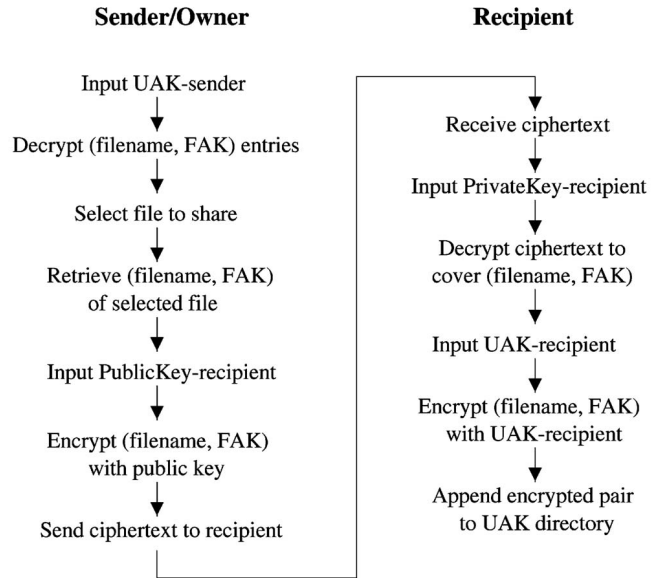 Sender/Owner
Input UAK-sender
Decrypt (filename, FAK) entries
Select file to share
Retrieve (filename, FAK)
of selected file
Input PublicKey-recipient
Encrypt (filename, FAK)
with public key
Send ciphertext to recipient
Recipient
Receive ciphertext
Input PrivateKey-recipient
Decrypt ciphertext to
cover (filename, FAK)
Input UAK-recipient
Encrypt (filename, FAK)
with UAK-recipient
Append encrypted pair
to UAK directory